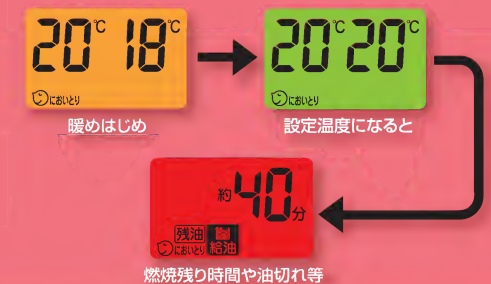 20℃ 18℃
においとり
暖めはじめ
20℃ 20℃
においとり
設定温度になると
約40分
残油 給油
においとり
燃焼残り時間や油切れ等